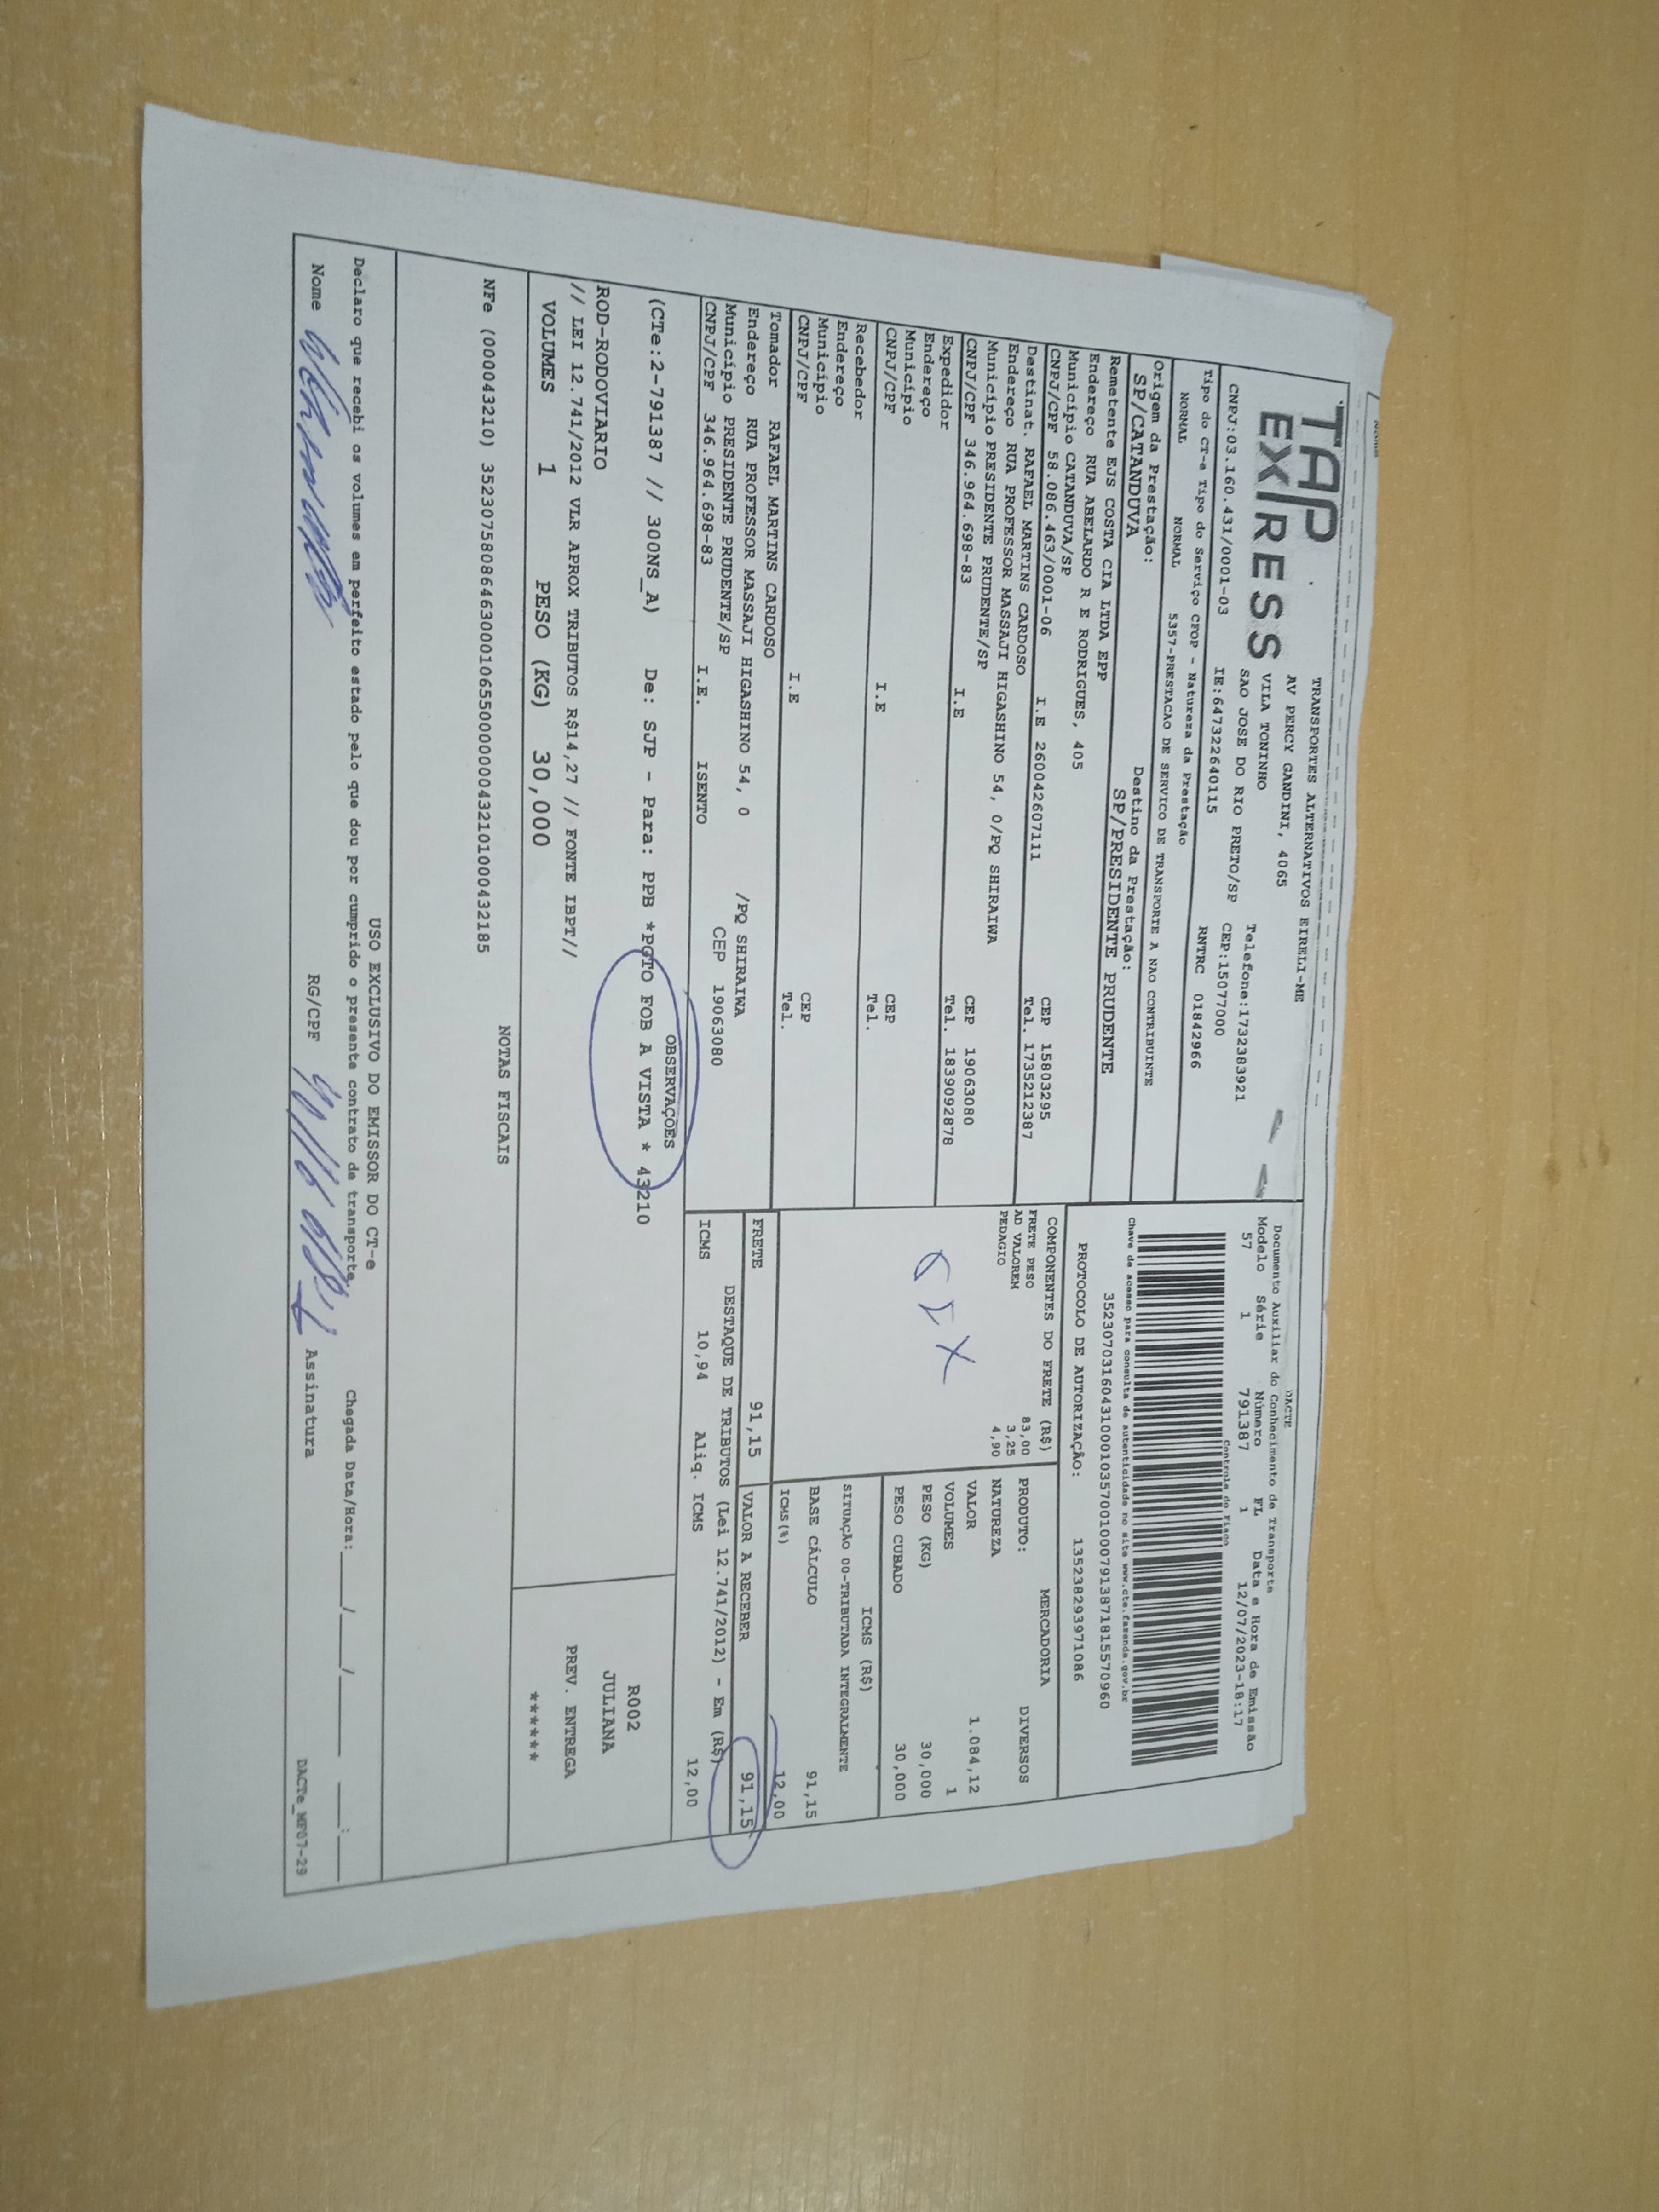 TAP EXPRESS
TRANSPORTES ALTERNATIVOS EIRELI-ME
AV PERCY GANDINI, 4065
VILA TONINHO
Telefone:1732383921
SAO JOSE DO RIO PRETO/SP CEP:15077000
CNPJ:03.160.431/0001-03 IE:647322640115 RNTRC 01842966
Tipo do CT-e Tipo do Serviço CFOP - Natureza da Prestação
NORMAL NORMAL 5357-PRESTACAO DE SERVICO DE TRANSPORTE A NAO CONTRIBUINTE
Origem da Prestação: Destino da Prestação:
SP/CATANDUVA SP/PRESIDENTE PRUDENTE
DACTE
Documento Auxiliar do Conhecimento de Transporte
Modelo Série Número FL Data e Hora de Emissão
57 1 791387 1 12/07/2023-18:17
Controle do Fisco
Chave de acesso para consulta de autenticidade no site www.cte.fazenda.gov.br
35230703160431000103570010007913871815570960
PROTOCOLO DE AUTORIZAÇÃO: 135238293971086
Remetente EJS COSTA CIA LTDA EPP
Endereço RUA ABELARDO R E RODRIGUES, 405
Município CATANDUVA/SP CEP 15803295
CNPJ/CPF 58.086.463/0001-06 I.E 260042607111 Tel. 1735212387
Destinat. RAFAEL MARTINS CARDOSO
Endereço RUA PROFESSOR MASSAJI HIGASHINO 54, 0/PQ SHIRAIWA
Município PRESIDENTE PRUDENTE/SP CEP 19063080
CNPJ/CPF 346.964.698-83 I.E Tel. 1839092878
Expedidor
Endereço
Município CEP
CNPJ/CPF I.E Tel.
Recebedor
Endereço
Município CEP
CNPJ/CPF I.E Tel.
Tomador RAFAEL MARTINS CARDOSO
Endereço RUA PROFESSOR MASSAJI HIGASHINO 54, 0 /PQ SHIRAIWA
Município PRESIDENTE PRUDENTE/SP CEP 19063080
CNPJ/CPF 346.964.698-83 I.E. ISENTO
COMPONENTES DO FRETE (R$)
FRETE PESO 83,00
AD VALOREM 3,25
PEDAGIO 4,90
MERCADORIA
PRODUTO: DIVERSOS
NATUREZA
VALOR 1.084,12
VOLUMES 1
PESO (KG) 30,000
PESO CUBADO 30,000
ICMS (R$)
SITUAÇÃO 00-TRIBUTADA INTEGRALMENTE
BASE CÁLCULO 91,15
ICMS(%) 12,00
FRETE 91,15 VALOR A RECEBER 91,15
DESTAQUE DE TRIBUTOS (Lei 12.741/2012) - Em (R$)
ICMS 10,94 Aliq. ICMS 12,00
OBSERVAÇÕES
(CTe:2-791387 // 300NS_A) De: SJP - Para: PPB *PGTO FOB A VISTA * 43210
ROD-RODOVIARIO
// LEI 12.741/2012 VLR APROX TRIBUTOS R$14,27 // FONTE IBPT//
R002
JULIANA
VOLUMES 1 PESO (KG) 30,000
PREV. ENTREGA
******
NOTAS FISCAIS
NFe (000043210) 35230758086463000106550000000432101000432185
USO EXCLUSIVO DO EMISSOR DO CT-e
Declaro que recebi os volumes em perfeito estado pelo que dou por cumprido o presente contrato de transporte.
Chegada Data/Hora:____/____/____ ___:___
Nome RG/CPF Assinatura
DACTe_MF07-29